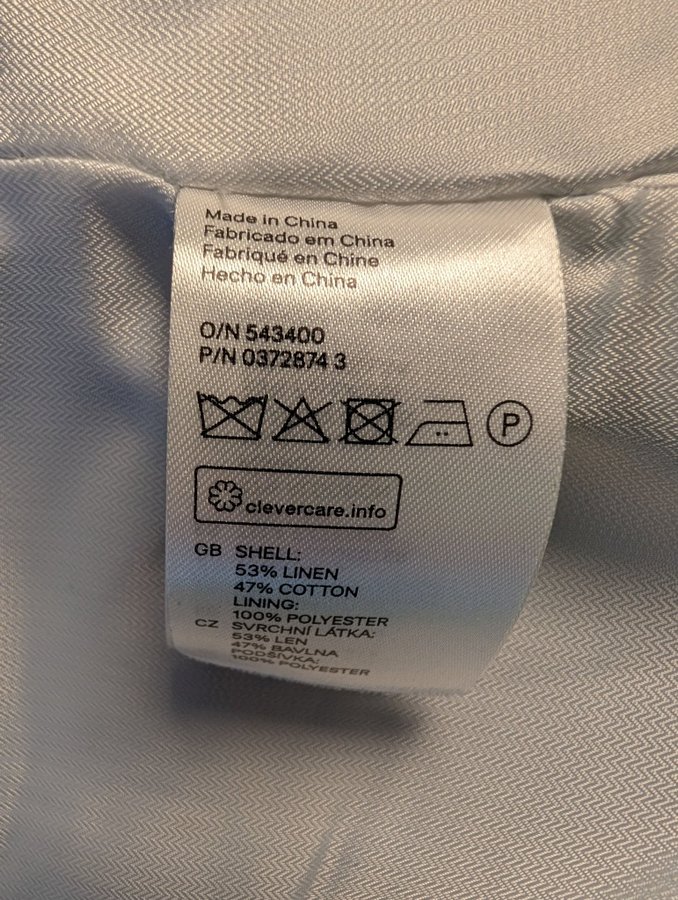 Made in China
Fabricado em China
Fabriqué en Chine
Hecho en China
O/N 543400
P/N 0372874 3
P
clevercare.info
GB SHELL:
53% LINEN
47% COTTON
LINING:
100% POLYESTER
CZ SVRCHNÍ LÁTKA:
53% LEN
47% BAVLNA
PODŠÍVKA:
100% POLYESTER